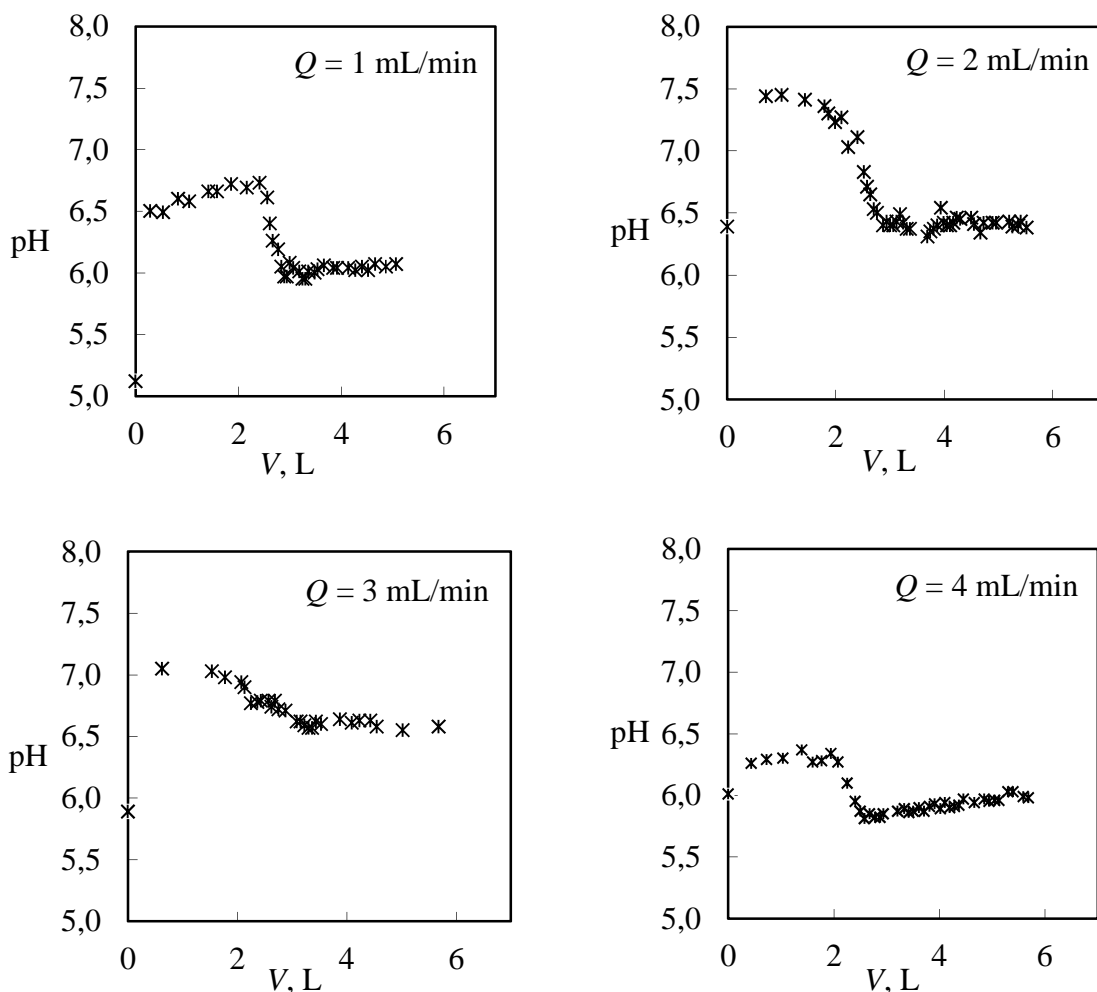 8,0
Q = 1 mL/min
7,5
7,0
6,5
pH
6,0
5,5
5,0
0 2 4 6
V, L
8,0
Q = 2 mL/min
7,5
7,0
6,5
pH
6,0
5,5
5,0
0 2 4 6
V, L
8,0
Q = 3 mL/min
7,5
7,0
6,5
pH
6,0
5,5
5,0
0 2 4 6
V, L
8,0
Q = 4 mL/min
7,5
7,0
6,5
pH
6,0
5,5
5,0
0 2 4 6
V, L